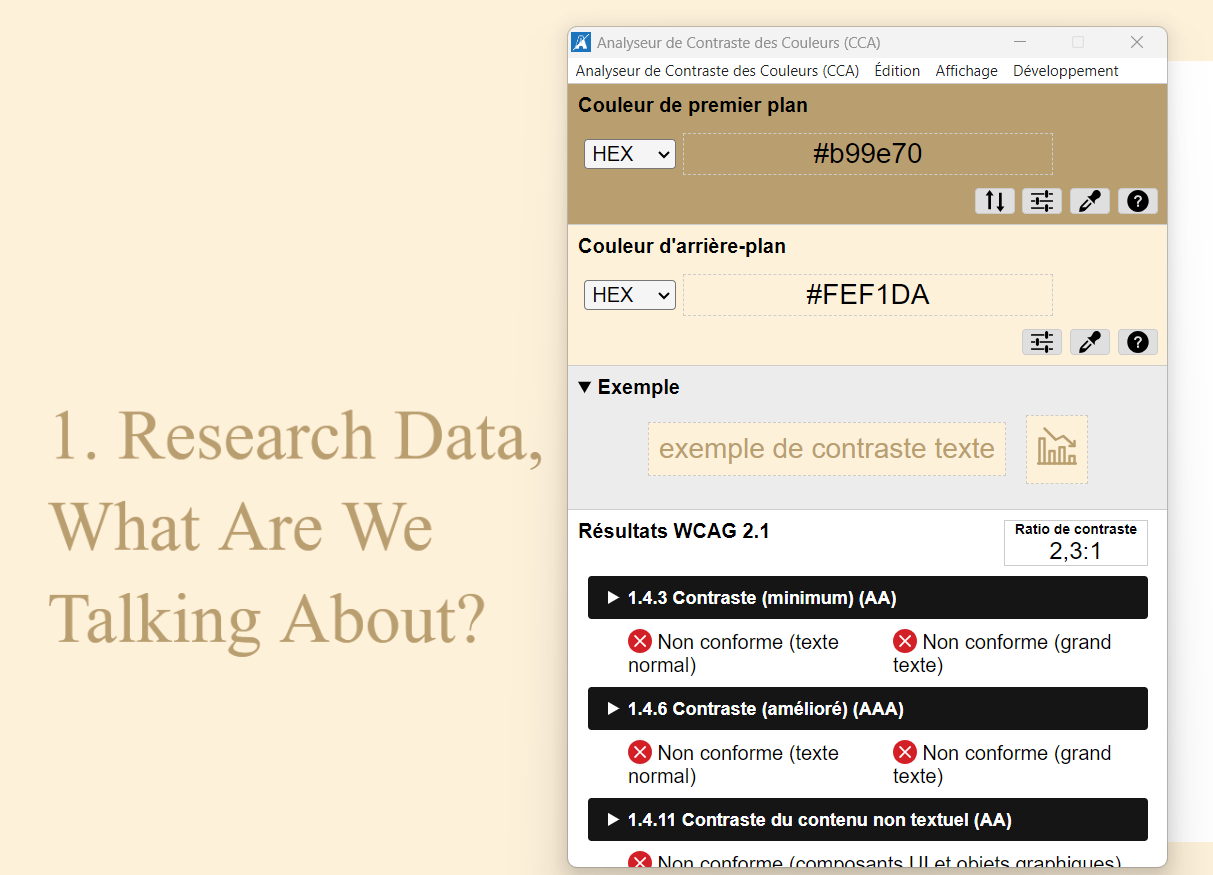 1. Research Data,
What Are We
Talking About?
Analyseur de Contraste des Couleurs (CCA)
Analyseur de Contraste des Couleurs (CCA) Édition Affichage Développement
Couleur de premier plan
HEX #b99e70
Couleur d'arrière-plan
HEX #FEF1DA
Exemple
exemple de contraste texte
Résultats WCAG 2.1
Ratio de contraste
2,3:1
1.4.3 Contraste (minimum) (AA)
Non conforme (texte
normal)
Non conforme (grand
texte)
1.4.6 Contraste (amélioré) (AAA)
Non conforme (texte
normal)
Non conforme (grand
texte)
1.4.11 Contraste du contenu non textuel (AA)
Non conforme (composants UI et objets graphiques)